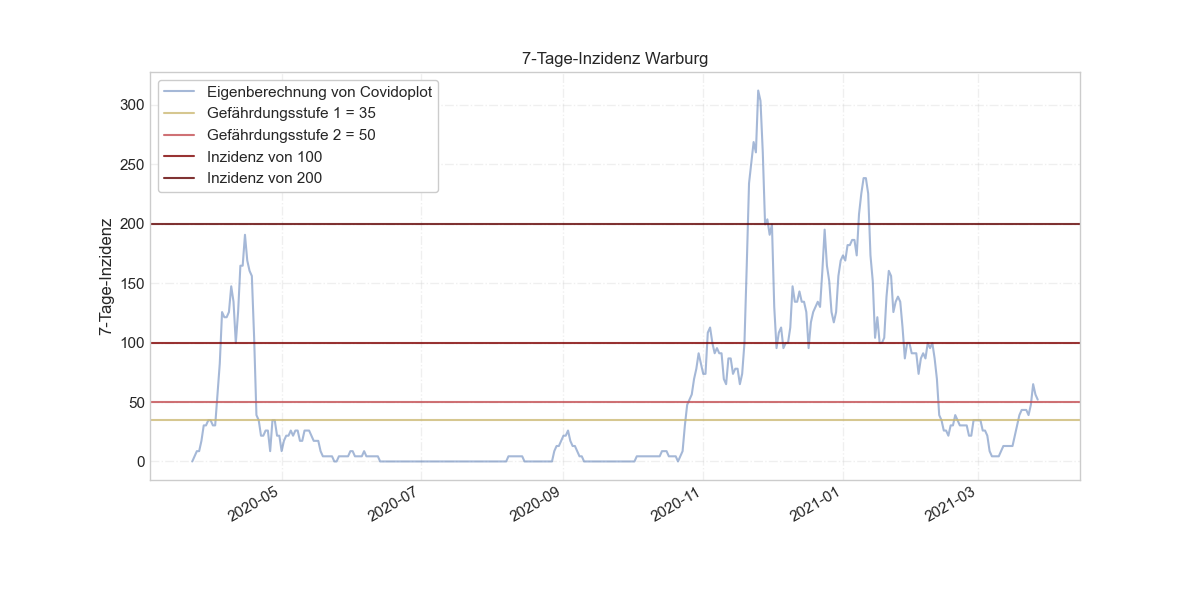 7-Tage-Inzidenz Warburg
Eigenberechnung von Covidoplot
Gefährdungsstufe 1 = 35
Gefährdungsstufe 2 = 50
Inzidenz von 100
Inzidenz von 200
7-Tage-Inzidenz
300
250
200
150
100
50
0
2020-05
2020-07
2020-09
2020-11
2021-01
2021-03